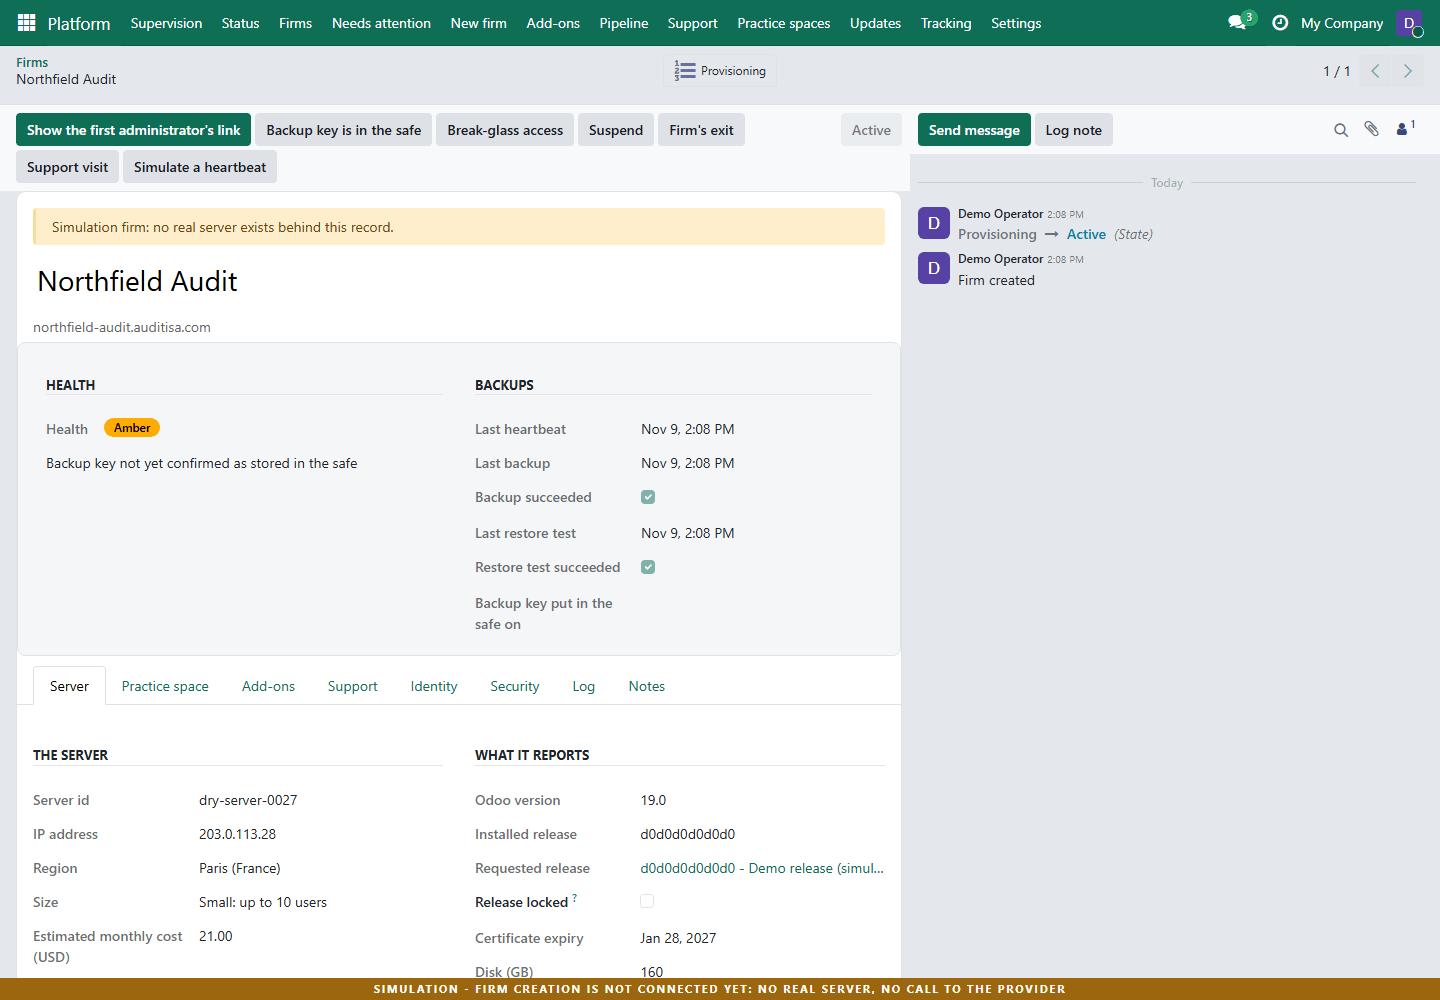 Platform Supervision Status Firms Needs attention New firm Add-ons Pipeline Support Practice spaces Updates Tracking Settings 3 My Company D
Firms
Northfield Audit
Provisioning
1 / 1
Show the first administrator's link Backup key is in the safe Break-glass access Suspend Firm's exit Active
Support visit Simulate a heartbeat
Send message Log note 1
Today
D Demo Operator 2:08 PM
Provisioning → Active (State)
D Demo Operator 2:08 PM
Firm created
Simulation firm: no real server exists behind this record.
Northfield Audit
northfield-audit.auditisa.com
HEALTH
Health Amber
Backup key not yet confirmed as stored in the safe
BACKUPS
Last heartbeat Nov 9, 2:08 PM
Last backup Nov 9, 2:08 PM
Backup succeeded
Last restore test Nov 9, 2:08 PM
Restore test succeeded
Backup key put in the
safe on
Server Practice space Add-ons Support Identity Security Log Notes
THE SERVER
Server id dry-server-0027
IP address 203.0.113.28
Region Paris (France)
Size Small: up to 10 users
Estimated monthly cost 21.00
(USD)
WHAT IT REPORTS
Odoo version 19.0
Installed release d0d0d0d0d0d0
Requested release d0d0d0d0d0d0 - Demo release (simul...
Release locked ?
Certificate expiry Jan 28, 2027
Disk (GB) 160
SIMULATION - FIRM CREATION IS NOT CONNECTED YET: NO REAL SERVER, NO CALL TO THE PROVIDER